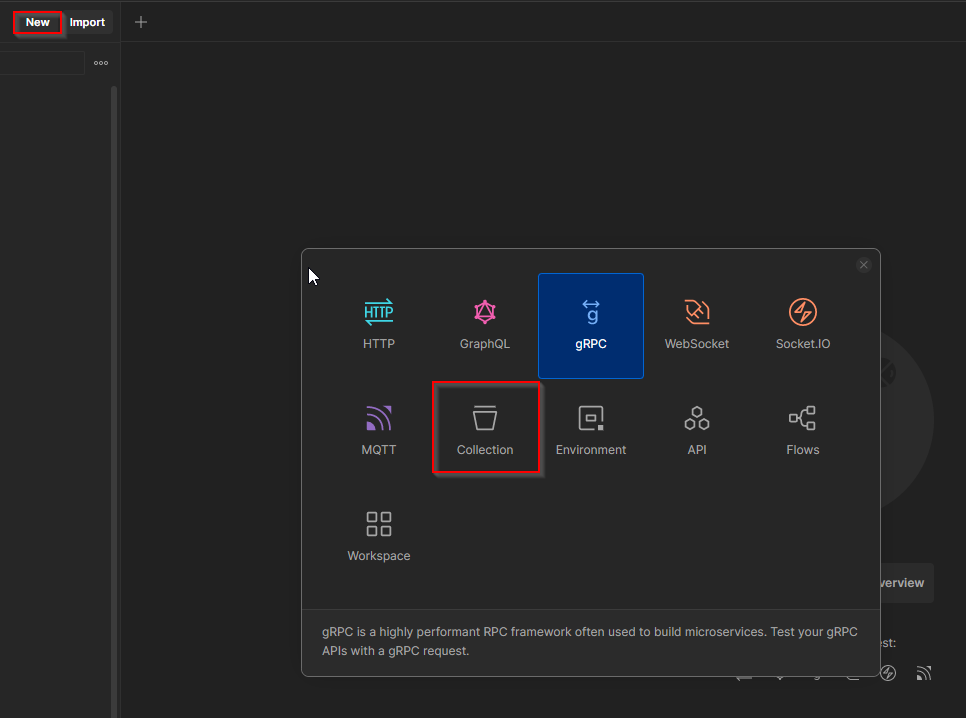 New Import
HTTP
GraphQL
gRPC
WebSocket
Socket.IO
MQTT
Collection
Environment
API
Flows
Workspace
verview
gRPC is a highly performant RPC framework often used to build microservices. Test your gRPC
APIs with a gRPC request.
est: